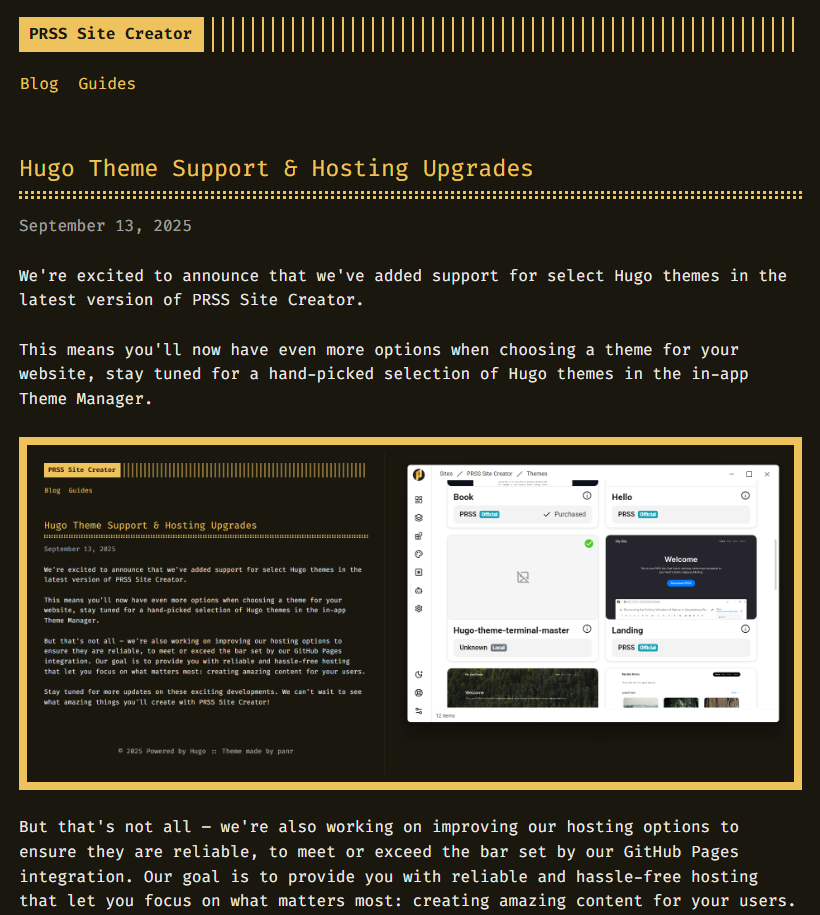 PRSS Site Creator
Blog Guides
Hugo Theme Support & Hosting Upgrades
September 13, 2025
We're excited to announce that we've added support for select Hugo themes in the
latest version of PRSS Site Creator.
This means you'll now have even more options when choosing a theme for your
website, stay tuned for a hand-picked selection of Hugo themes in the in-app
Theme Manager.
PRSS Site Creator
Blog Guides
Hugo Theme Support & Hosting Upgrades
September 13, 2025
We're excited to announce that we've added support for select Hugo themes in the
latest version of PRSS Site Creator.
This means you'll now have even more options when choosing a theme for your
website, stay tuned for a hand-picked selection of Hugo themes in the in-app
Theme Manager.
But that's not all – we're also working on improving our hosting options to
ensure they are reliable, to meet or exceed the bar set by our GitHub Pages
integration. Our goal is to provide you with reliable and hassle-free hosting
that let you focus on what matters most: creating amazing content for your users.
Stay tuned for more updates on these exciting developments. We can't wait to see
what amazing things you'll create with PRSS Site Creator!
© 2025 Powered by Hugo :: Theme made by panr
Sites / PRSS Site Creator / Themes
Book
PRSS Official Purchased
Hello
PRSS Official
Hugo-theme-terminal-master
Unknown Local
Welcome
Landing
PRSS Official
Welcome
12 items
But that's not all – we're also working on improving our hosting options to
ensure they are reliable, to meet or exceed the bar set by our GitHub Pages
integration. Our goal is to provide you with reliable and hassle-free hosting
that let you focus on what matters most: creating amazing content for your users.